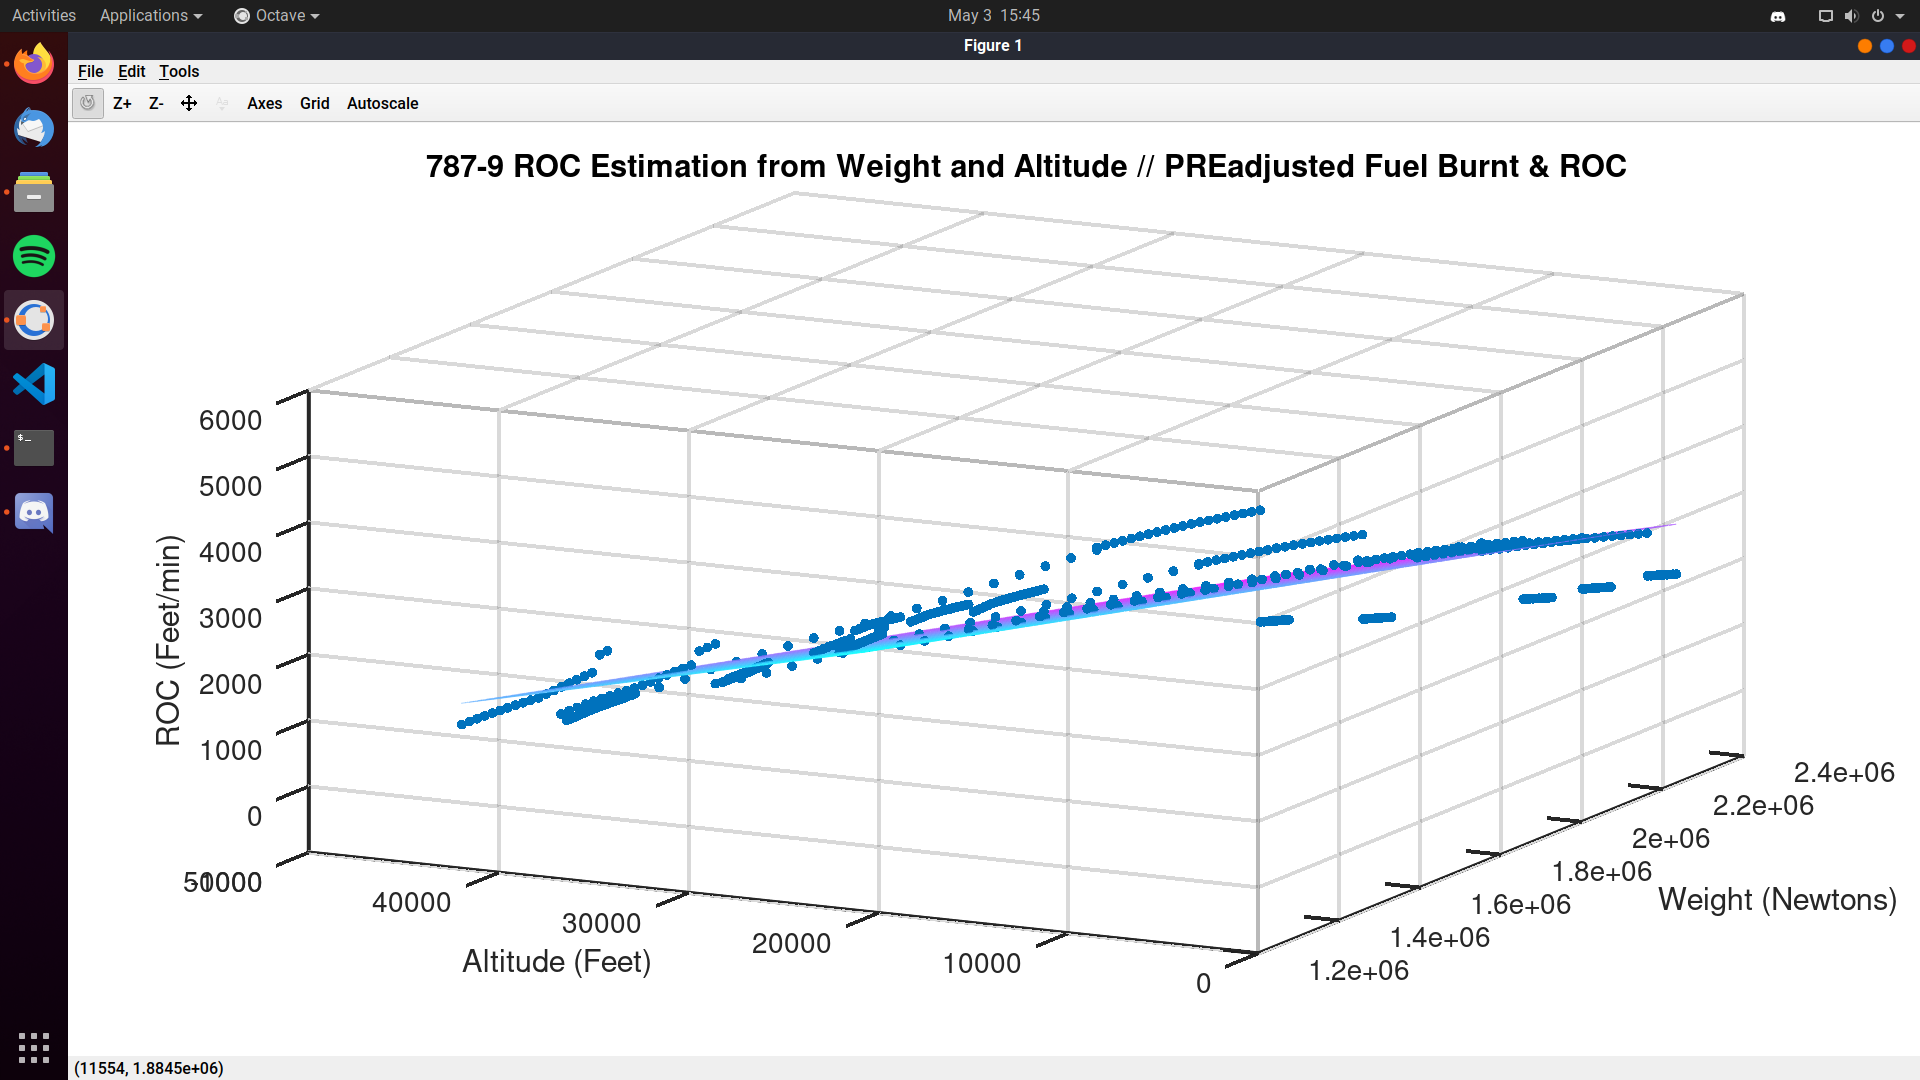 Activities Applications Octave May 3 15:45
Figure 1
File Edit Tools
Z+ Z- Axes Grid Autoscale
787-9 ROC Estimation from Weight and Altitude // PREadjusted Fuel Burnt & ROC
6000
5000
4000
3000
2000
1000
0
-1000
ROC (Feet/min)
50000
40000
30000
20000
10000
0
Altitude (Feet)
1.2e+06
1.4e+06
1.6e+06
1.8e+06
2e+06
2.2e+06
2.4e+06
Weight (Newtons)
(11554, 1.8845e+06)